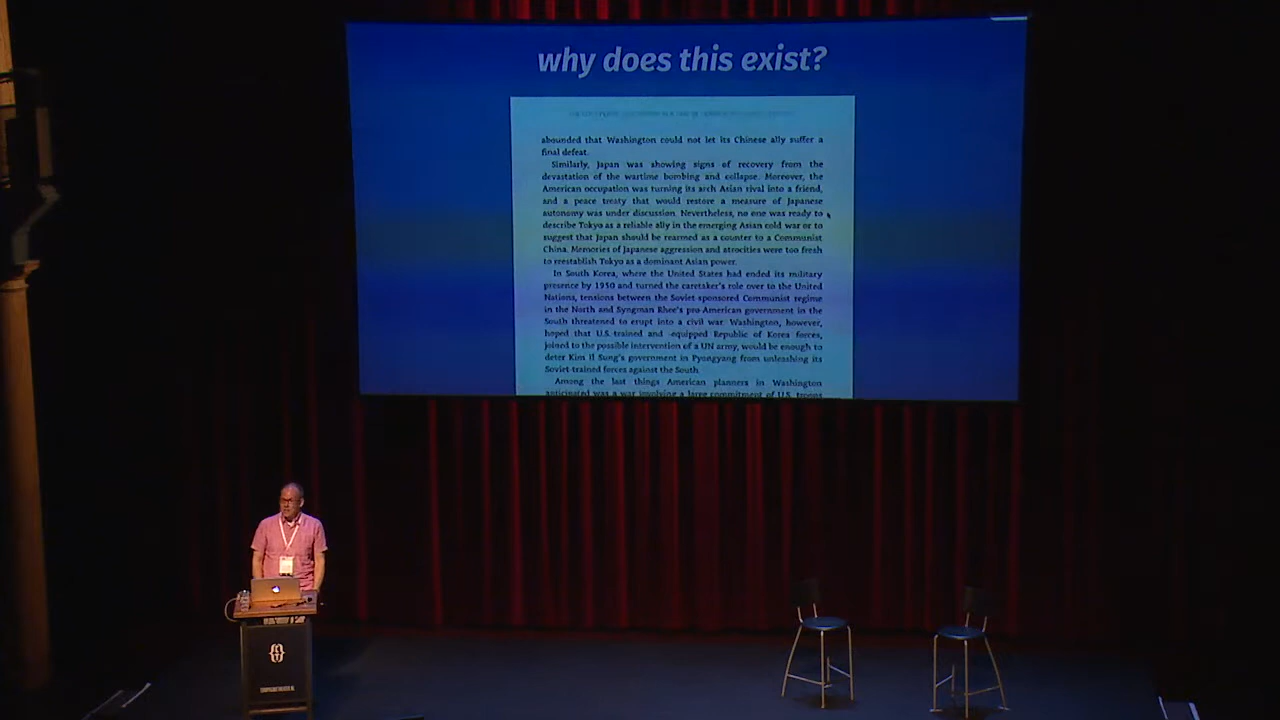 why does this exist?
abounded that Washington could not let its Chinese ally suffer a
final defeat.
Similarly, Japan was showing signs of recovery from the
devastation of the wartime bombing and collapse. Moreover, the
American occupation was turning its arch Asian rival into a friend,
and a peace treaty that would restore a measure of Japanese
autonomy was under discussion. Nevertheless, no one was ready to
describe Tokyo as a reliable ally in the emerging Asian cold war or to
suggest that Japan should be rearmed as a counter to a Communist
China. Memories of Japanese aggression and atrocities were too fresh
to reestablish Tokyo as a dominant Asian power.
In South Korea, where the United States had ended its military
presence by 1950 and turned the caretaker's role over to the United
Nations, tensions between the Soviet-sponsored Communist regime
in the North and Syngman Rhee's pro-American government in the
South threatened to erupt into a civil war. Washington, however,
hoped that U.S.-trained and -equipped Republic of Korea forces,
joined to the possible intervention of a UN army, would be enough to
deter Kim Il Sung's government in Pyongyang from unleashing its
Soviet-trained forces against the South.
Among the last things American planners in Washington
anticipated was a war involving a large commitment of U.S. troops